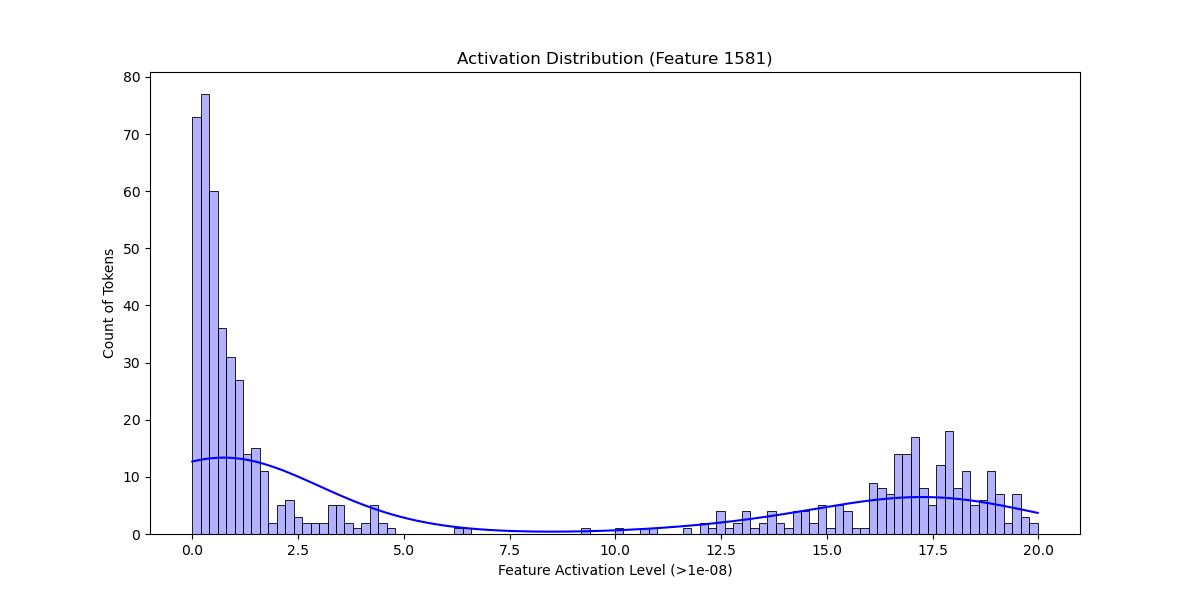 Activation Distribution (Feature 1581)
80
70
60
50
40
30
20
10
0
Count of Tokens
0.0 2.5 5.0 7.5 10.0 12.5 15.0 17.5 20.0
Feature Activation Level (>1e-08)